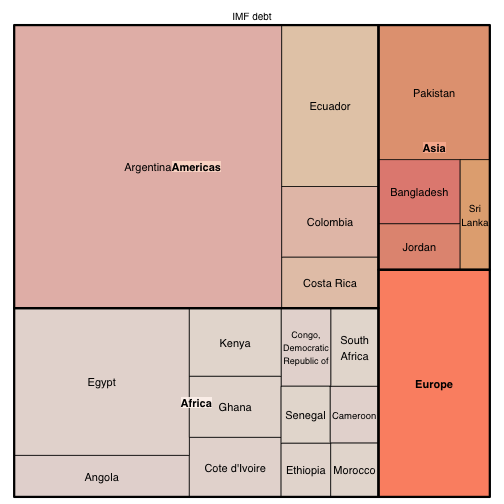 IMF debt
Argentina
Americas
Ecuador
Colombia
Costa Rica
Pakistan
Asia
Bangladesh
Jordan
Sri
Lanka
Egypt
Angola
Africa
Kenya
Ghana
Cote d'Ivoire
Congo,
Democratic
Republic of
South
Africa
Senegal
Cameroon
Ethiopia
Morocco
Europe